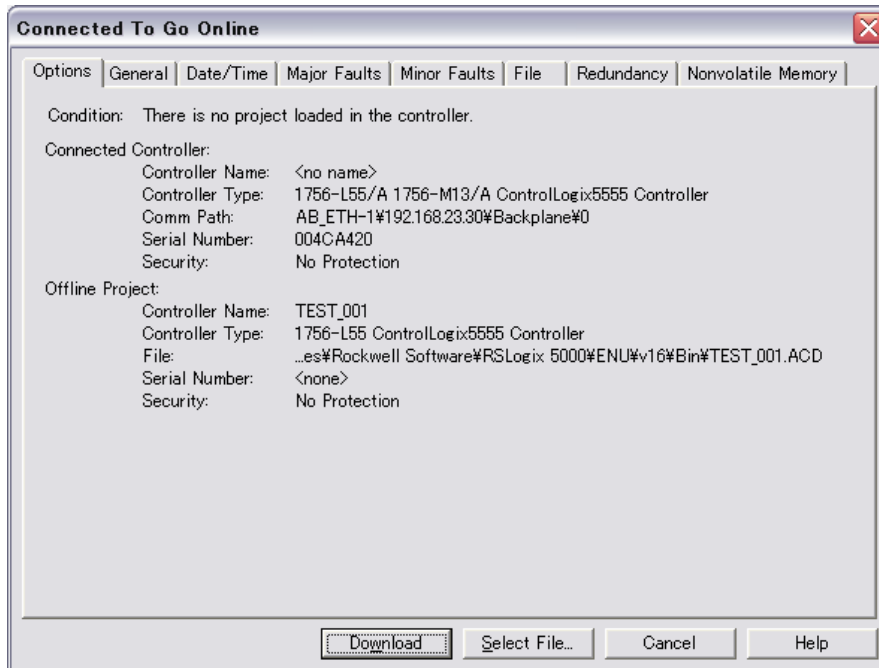 Connected To Go Online
Options General Date/Time Major Faults Minor Faults File Redundancy Nonvolatile Memory
Condition: There is no project loaded in the controller.
Connected Controller:
Controller Name: <no name>
Controller Type: 1756-L55/A 1756-M13/A ControlLogix5555 Controller
Comm Path: AB_ETH-1¥192.168.23.30¥Backplane¥0
Serial Number: 004CA420
Security: No Protection
Offline Project:
Controller Name: TEST_001
Controller Type: 1756-L55 ControlLogix5555 Controller
File: ...es¥Rockwell Software¥RSLogix 5000¥ENU¥v16¥Bin¥TEST_001.ACD
Serial Number: <none>
Security: No Protection
Download Select File... Cancel Help